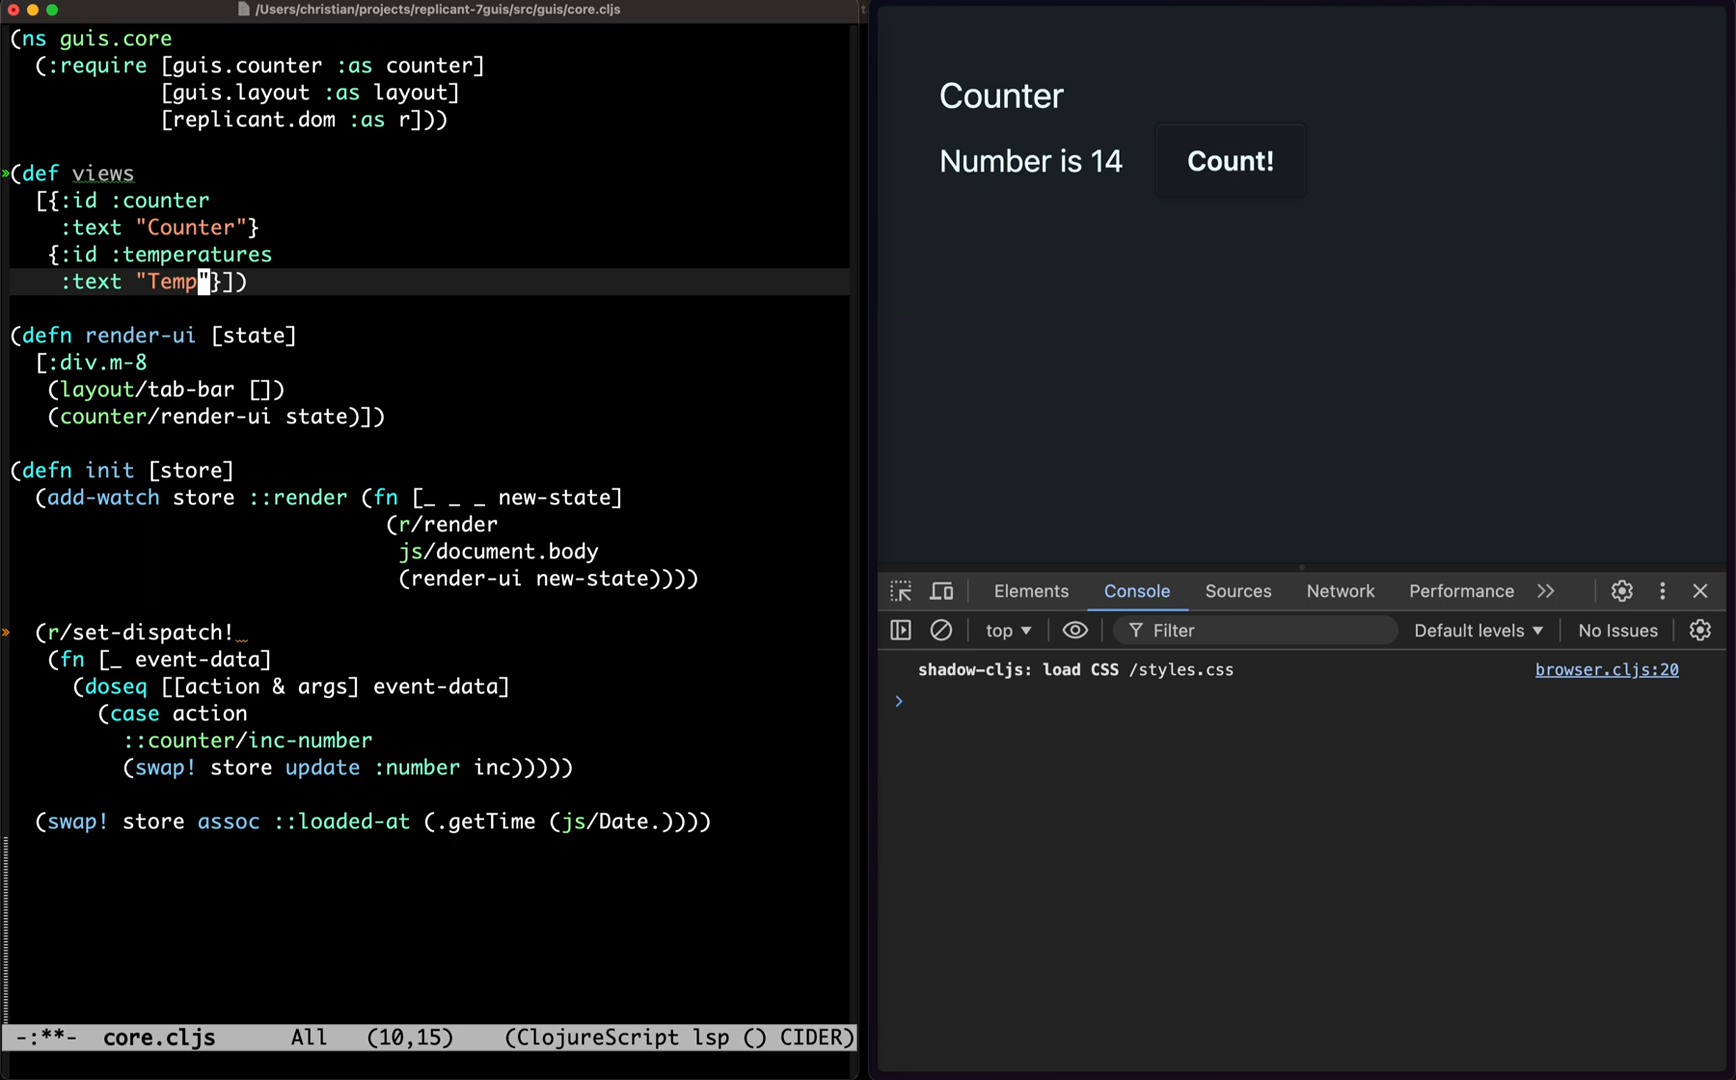 /Users/christian/projects/replicant-7guis/src/guis/core.cljs
(ns guis.core
(:require [guis.counter :as counter]
[guis.layout :as layout]
[replicant.dom :as r]))
(def views
[{:id :counter
:text "Counter"}
{:id :temperatures
:text "Temp"}])
(defn render-ui [state]
[:div.m-8
(layout/tab-bar [])
(counter/render-ui state)])
(defn init [store]
(add-watch store ::render (fn [_ _ _ new-state]
(r/render
js/document.body
(render-ui new-state))))
(r/set-dispatch!
(fn [_ event-data]
(doseq [[action & args] event-data]
(case action
::counter/inc-number
(swap! store update :number inc)))))
(swap! store assoc ::loaded-at (.getTime (js/Date.))))
-:**- core.cljs All (10,15) (ClojureScript lsp () CIDER)
Counter
Number is 14 Count!
Elements Console Sources Network Performance
top Filter Default levels No Issues
shadow-cljs: load CSS /styles.css browser.cljs:20